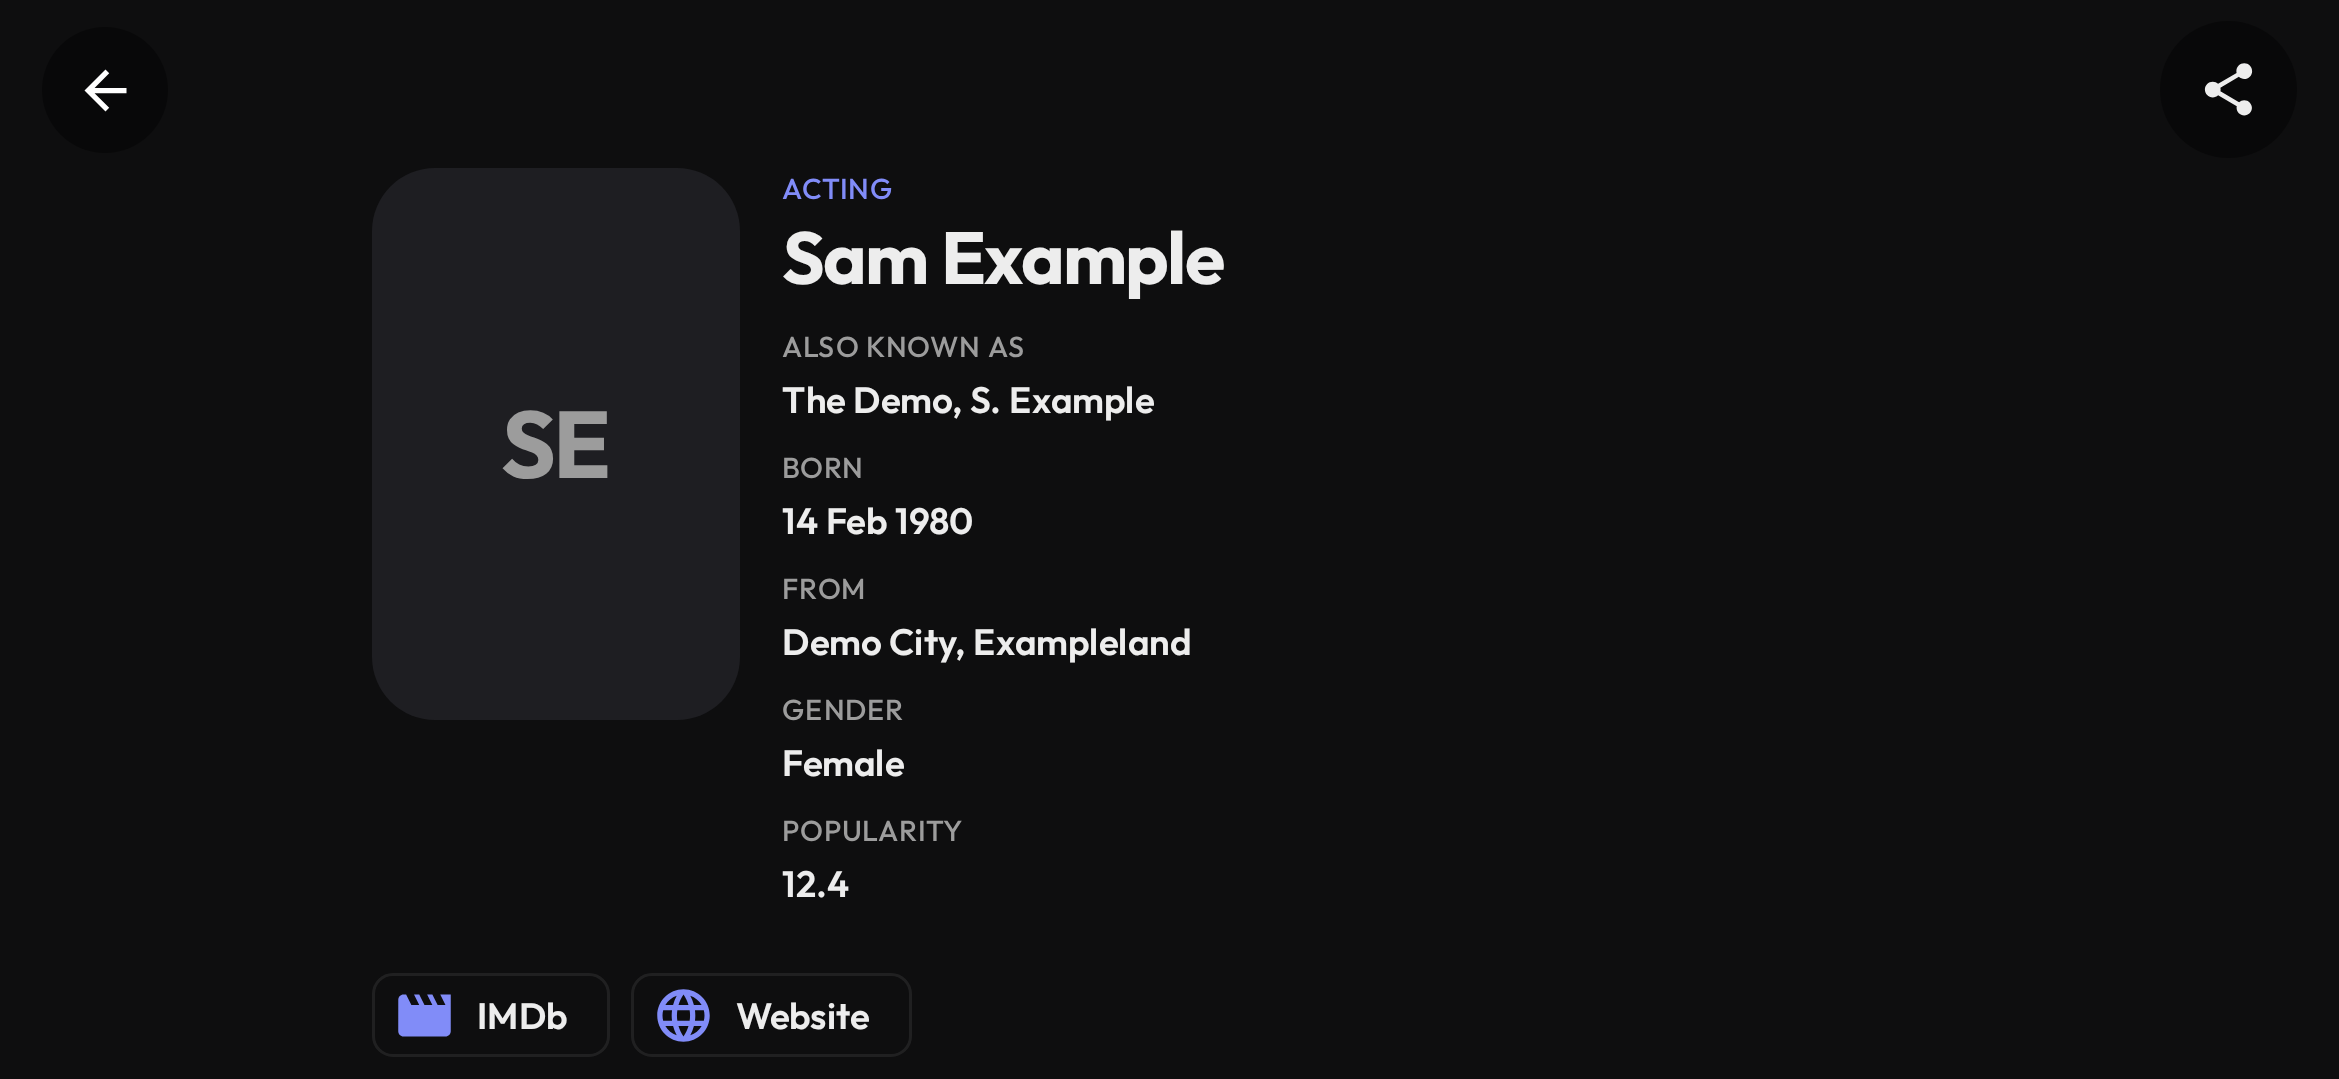 ACTING
Sam Example
SE
ALSO KNOWN AS
The Demo, S. Example
BORN
14 Feb 1980
FROM
Demo City, Exampleland
GENDER
Female
POPULARITY
12.4
IMDb
Website